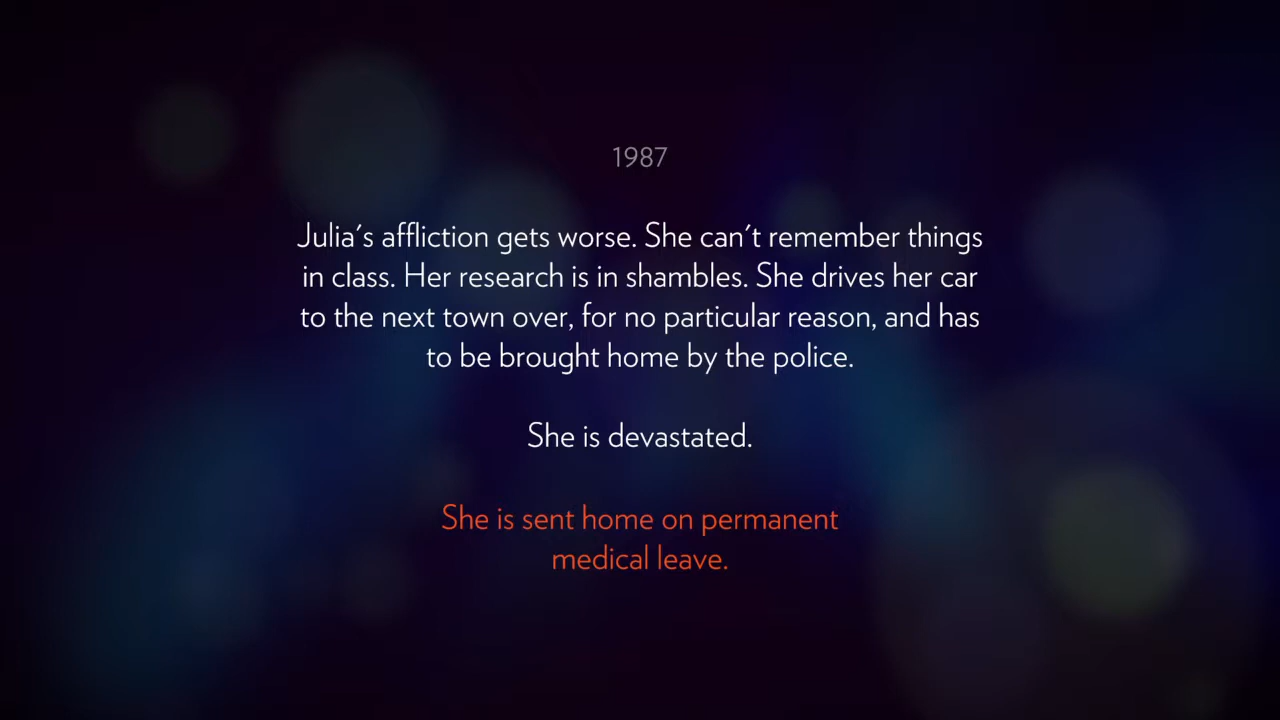 1987
Julia's affliction gets worse. She can't remember things
in class. Her research is in shambles. She drives her car
to the next town over, for no particular reason, and has
to be brought home by the police.
She is devastated.
She is sent home on permanent
medical leave.